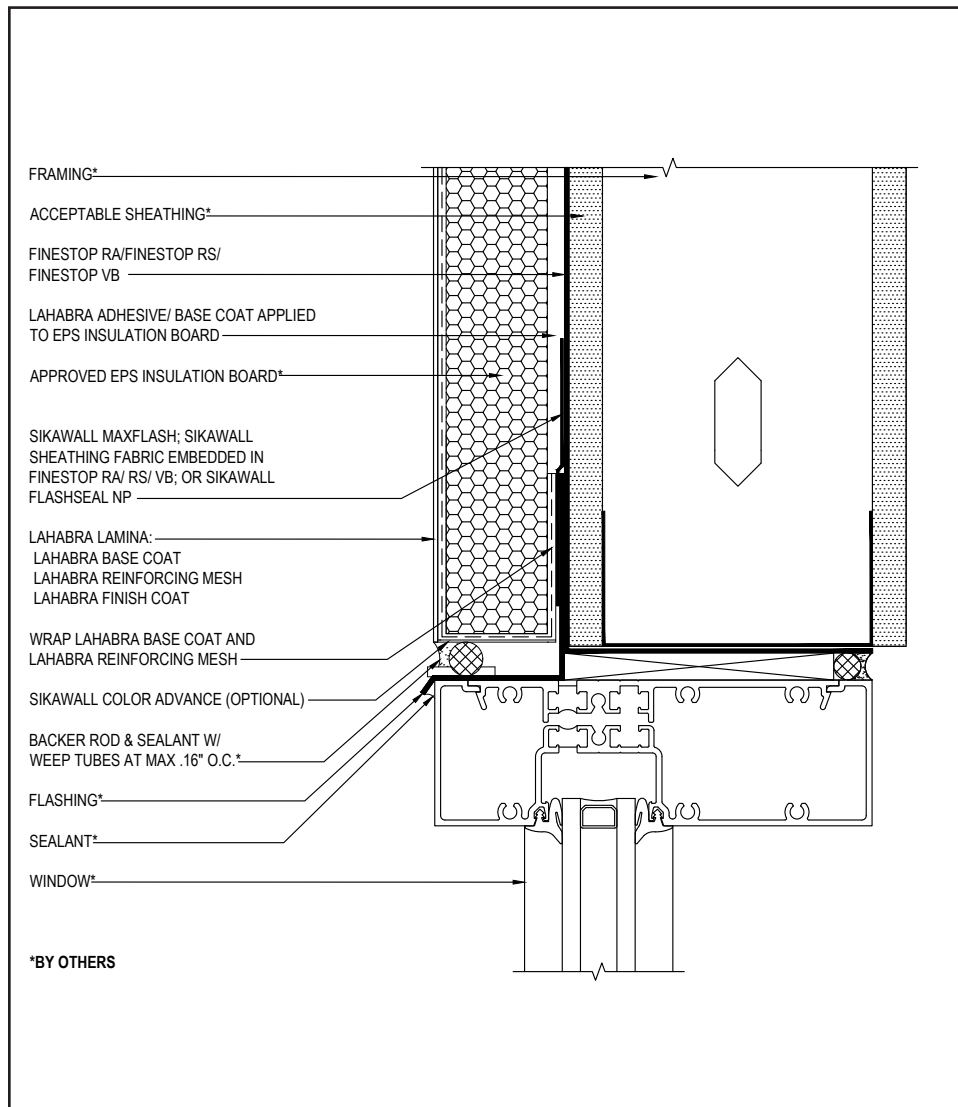 FRAMING*
ACCEPTABLE SHEATHING*
FINESTOP RA/FINESTOP RS/
FINESTOP VB
LAHABRA ADHESIVE/ BASE COAT APPLIED
TO EPS INSULATION BOARD
APPROVED EPS INSULATION BOARD*
SIKAWALL MAXFLASH; SIKAWALL
SHEATHING FABRIC EMBEDDED IN
FINESTOP RA/ RS/ VB; OR SIKAWALL
FLASHSEAL NP
LAHABRA LAMINA:
LAHABRA BASE COAT
LAHABRA REINFORCING MESH
LAHABRA FINISH COAT
WRAP LAHABRA BASE COAT AND
LAHABRA REINFORCING MESH
SIKAWALL COLOR ADVANCE (OPTIONAL)
BACKER ROD & SEALANT W/
WEEP TUBES AT MAX .16" O.C.*
FLASHING*
SEALANT*
WINDOW*
*BY OTHERS